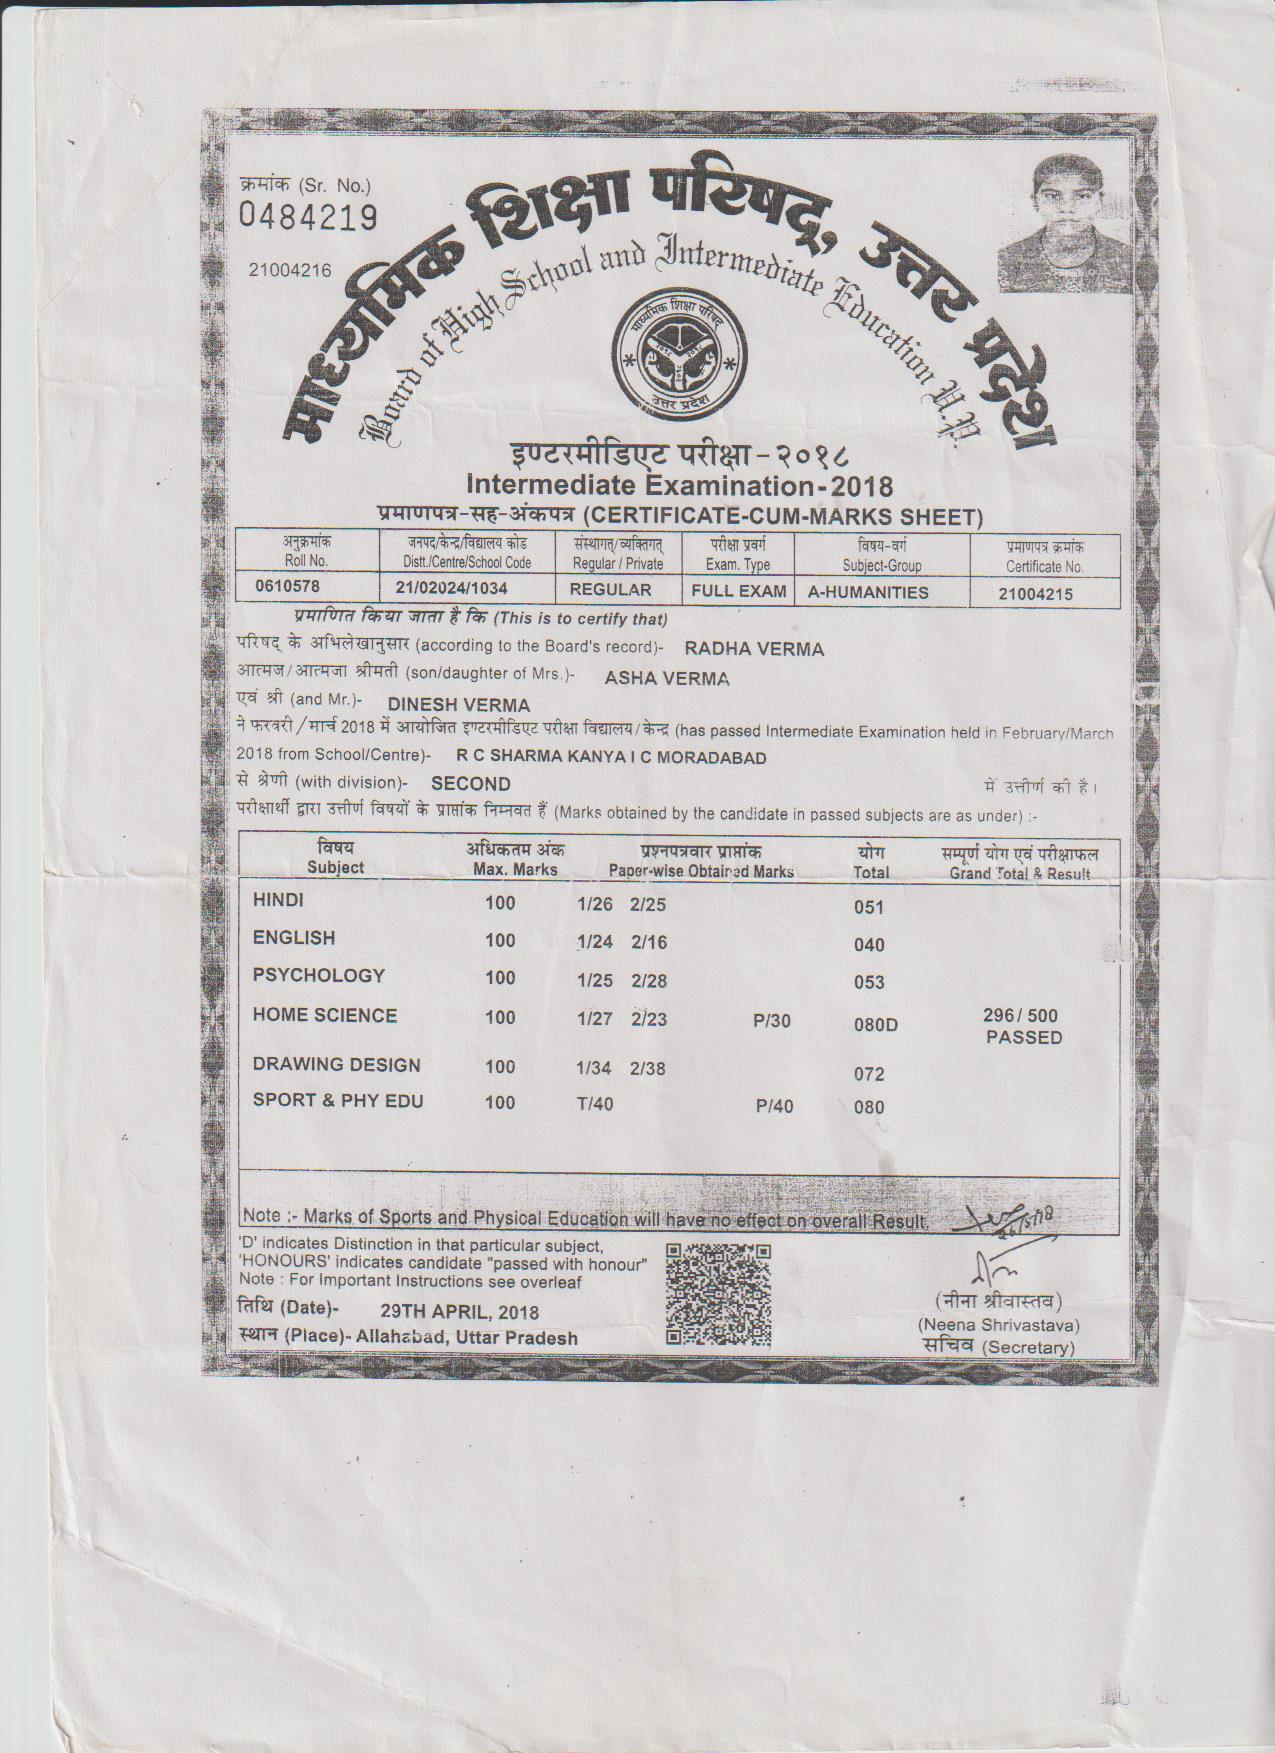 क्रमांक (Sr. No.)
0484219
21004216
माध्यमिक शिक्षा परिषद्, उत्तर प्रदेश
Board of High School and Intermediate Education U.P.
माध्यमिक शिक्षा परिषद
उत्तर प्रदेश
इण्टरमीडिएट परीक्षा-२०१८
Intermediate Examination-2018
प्रमाणपत्र-सह-अंकपत्र (CERTIFICATE-CUM-MARKS SHEET)
अनुक्रमांक जनपद/केन्द्र/विद्यालय कोड संस्थागत्/व्यक्तिगत् परीक्षा प्रवर्ग विषय-वर्ग प्रमाणपत्र क्रमांक
Roll No. Distt./Centre/School Code Regular / Private Exam. Type Subject-Group Certificate No.
0610578 21/02024/1034 REGULAR FULL EXAM A-HUMANITIES 21004215
प्रमाणित किया जाता है कि (This is to certify that)
परिषद् के अभिलेखानुसार (according to the Board's record)- RADHA VERMA
आत्मज/आत्मजा श्रीमती (son/daughter of Mrs.)- ASHA VERMA
एवं श्री (and Mr.)- DINESH VERMA
ने फरवरी/मार्च 2018 में आयोजित इण्टरमीडिएट परीक्षा विद्यालय/केन्द्र (has passed Intermediate Examination held in February/March
2018 from School/Centre)- R C SHARMA KANYA I C MORADABAD
से श्रेणी (with division)- SECOND में उत्तीर्ण की है।
परीक्षार्थी द्वारा उत्तीर्ण विषयों के प्राप्तांक निम्नवत हैं (Marks obtained by the candidate in passed subjects are as under) :-
विषय अधिकतम अंक प्रश्नपत्रवार प्राप्तांक योग सम्पूर्ण योग एवं परीक्षाफल
Subject Max. Marks Paper-wise Obtained Marks Total Grand Total & Result
HINDI 100 1/26 2/25 051
ENGLISH 100 1/24 2/16 040
PSYCHOLOGY 100 1/25 2/28 053
HOME SCIENCE 100 1/27 2/23 P/30 080D 296/ 500
PASSED
DRAWING DESIGN 100 1/34 2/38 072
SPORT & PHY EDU 100 T/40 P/40 080
Note :- Marks of Sports and Physical Education will have no effect on overall Result.
'D' indicates Distinction in that particular subject,
'HONOURS' indicates candidate "passed with honour"
Note : For Important Instructions see overleaf
तिथि (Date)- 29TH APRIL, 2018
स्थान (Place)- Allahabad, Uttar Pradesh
(नीना श्रीवास्तव)
(Neena Shrivastava)
सचिव (Secretary)